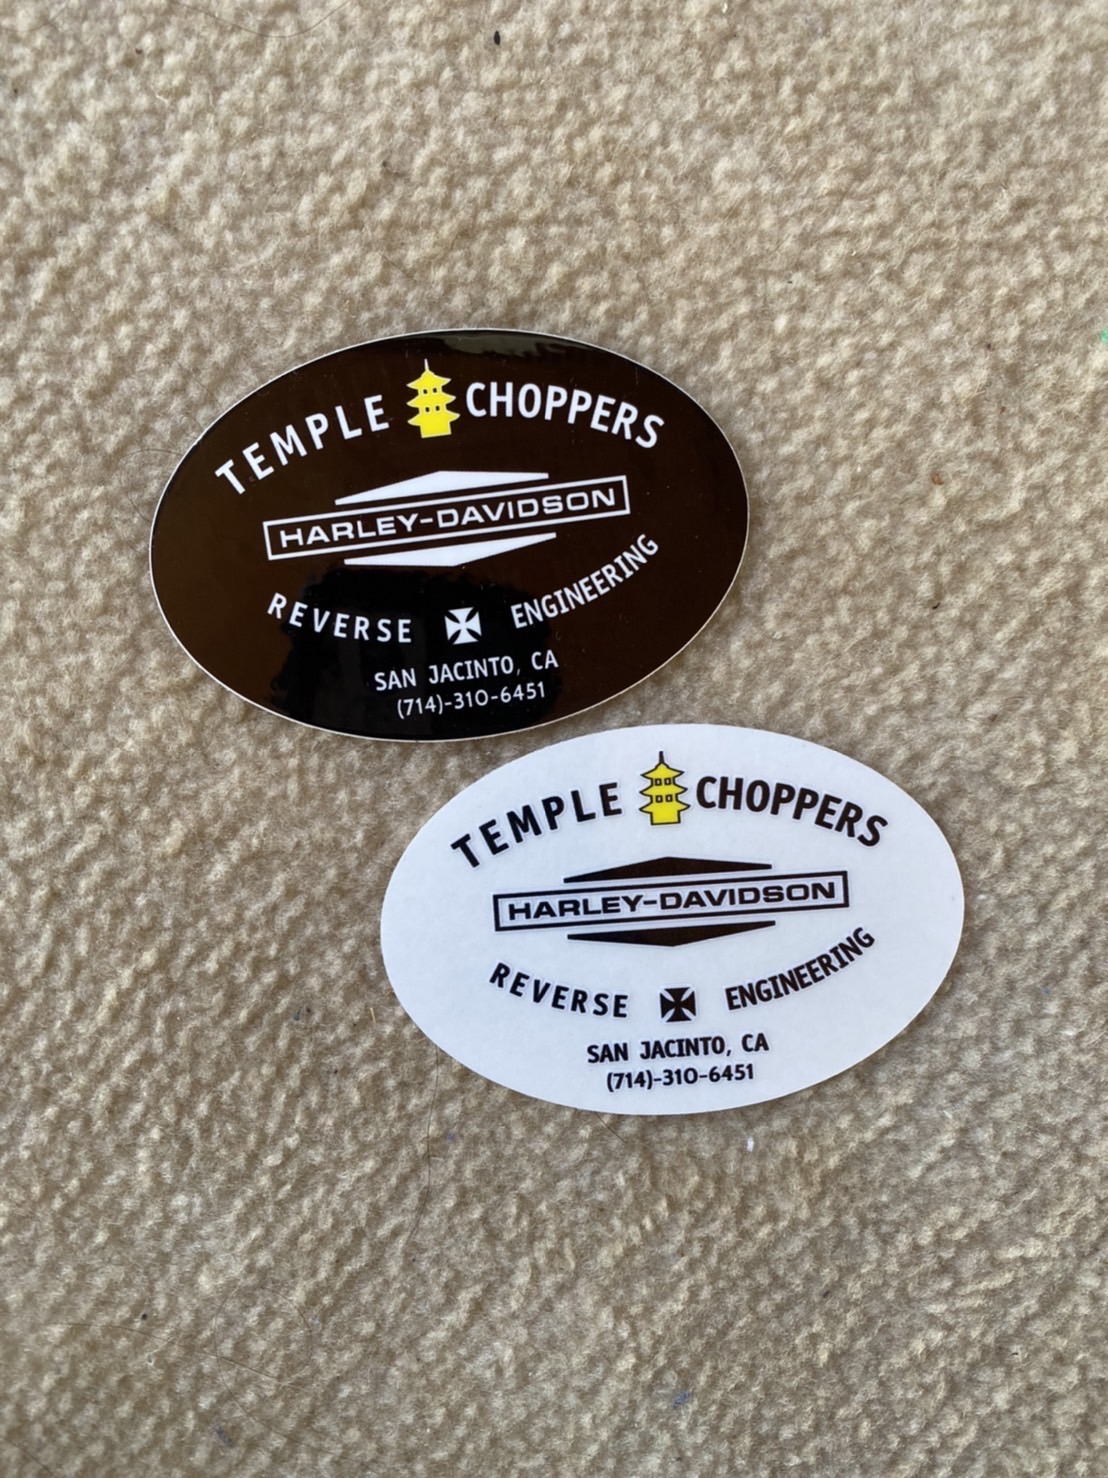 TEMPLE CHOPPERS
HARLEY-DAVIDSON
REVERSE ENGINEERING
SAN JACINTO, CA
(714)-310-6451
TEMPLE CHOPPERS
HARLEY-DAVIDSON
REVERSE ENGINEERING
SAN JACINTO, CA
(714)-310-6451